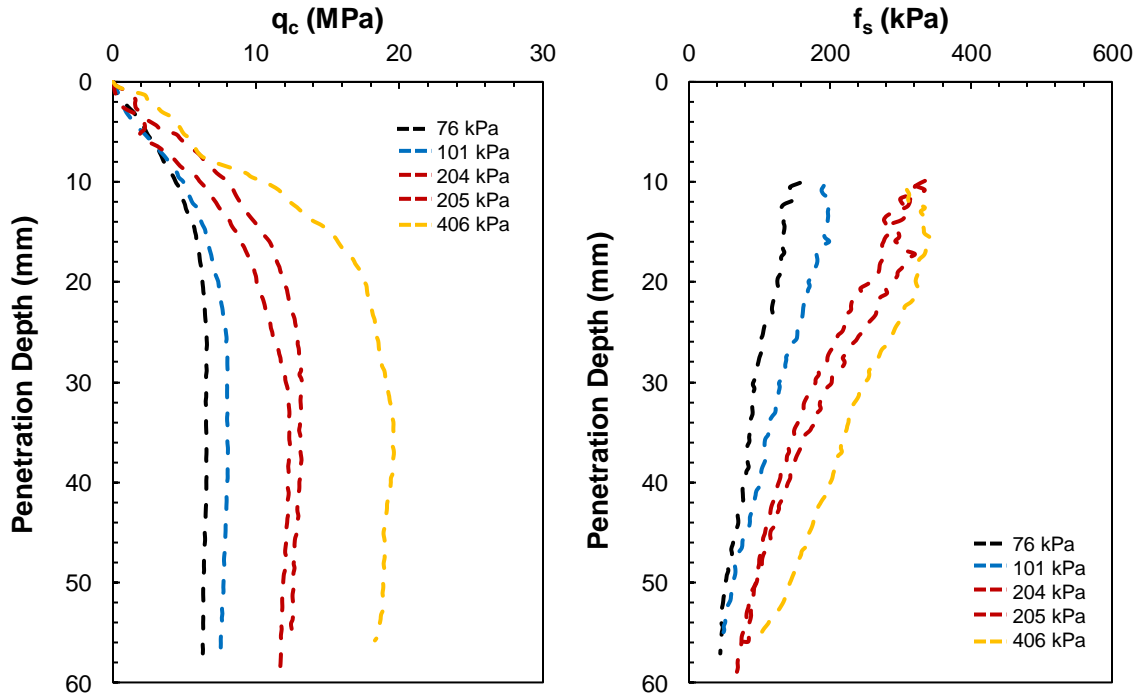 q_c (MPa)
0 10 20 30
0
10
20
30
40
50
60
Penetration Depth (mm)
76 kPa
101 kPa
204 kPa
205 kPa
406 kPa
f_s (kPa)
0 200 400 600
0
10
20
30
40
50
60
Penetration Depth (mm)
76 kPa
101 kPa
204 kPa
205 kPa
406 kPa